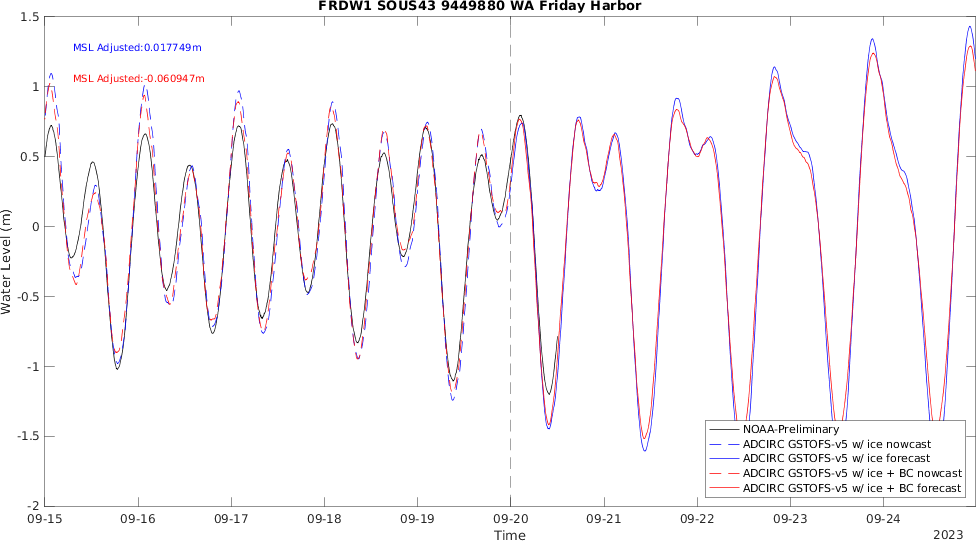 FRDW1 SOUS43 9449880 WA Friday Harbor
MSL Adjusted:0.017749m
MSL Adjusted:-0.060947m
Water Level (m)
1.5
1
0.5
0
-0.5
-1
-1.5
-2
NOAA-Preliminary
ADCIRC GSTOFS-v5 w/ice nowcast
ADCIRC GSTOFS-v5 w/ice forecast
ADCIRC GSTOFS-v5 w/ice + BC nowcast
ADCIRC GSTOFS-v5 w/ice + BC forecast
09-15 09-16 09-17 09-18 09-19 09-20 09-21 09-22 09-23 09-24
Time
2023